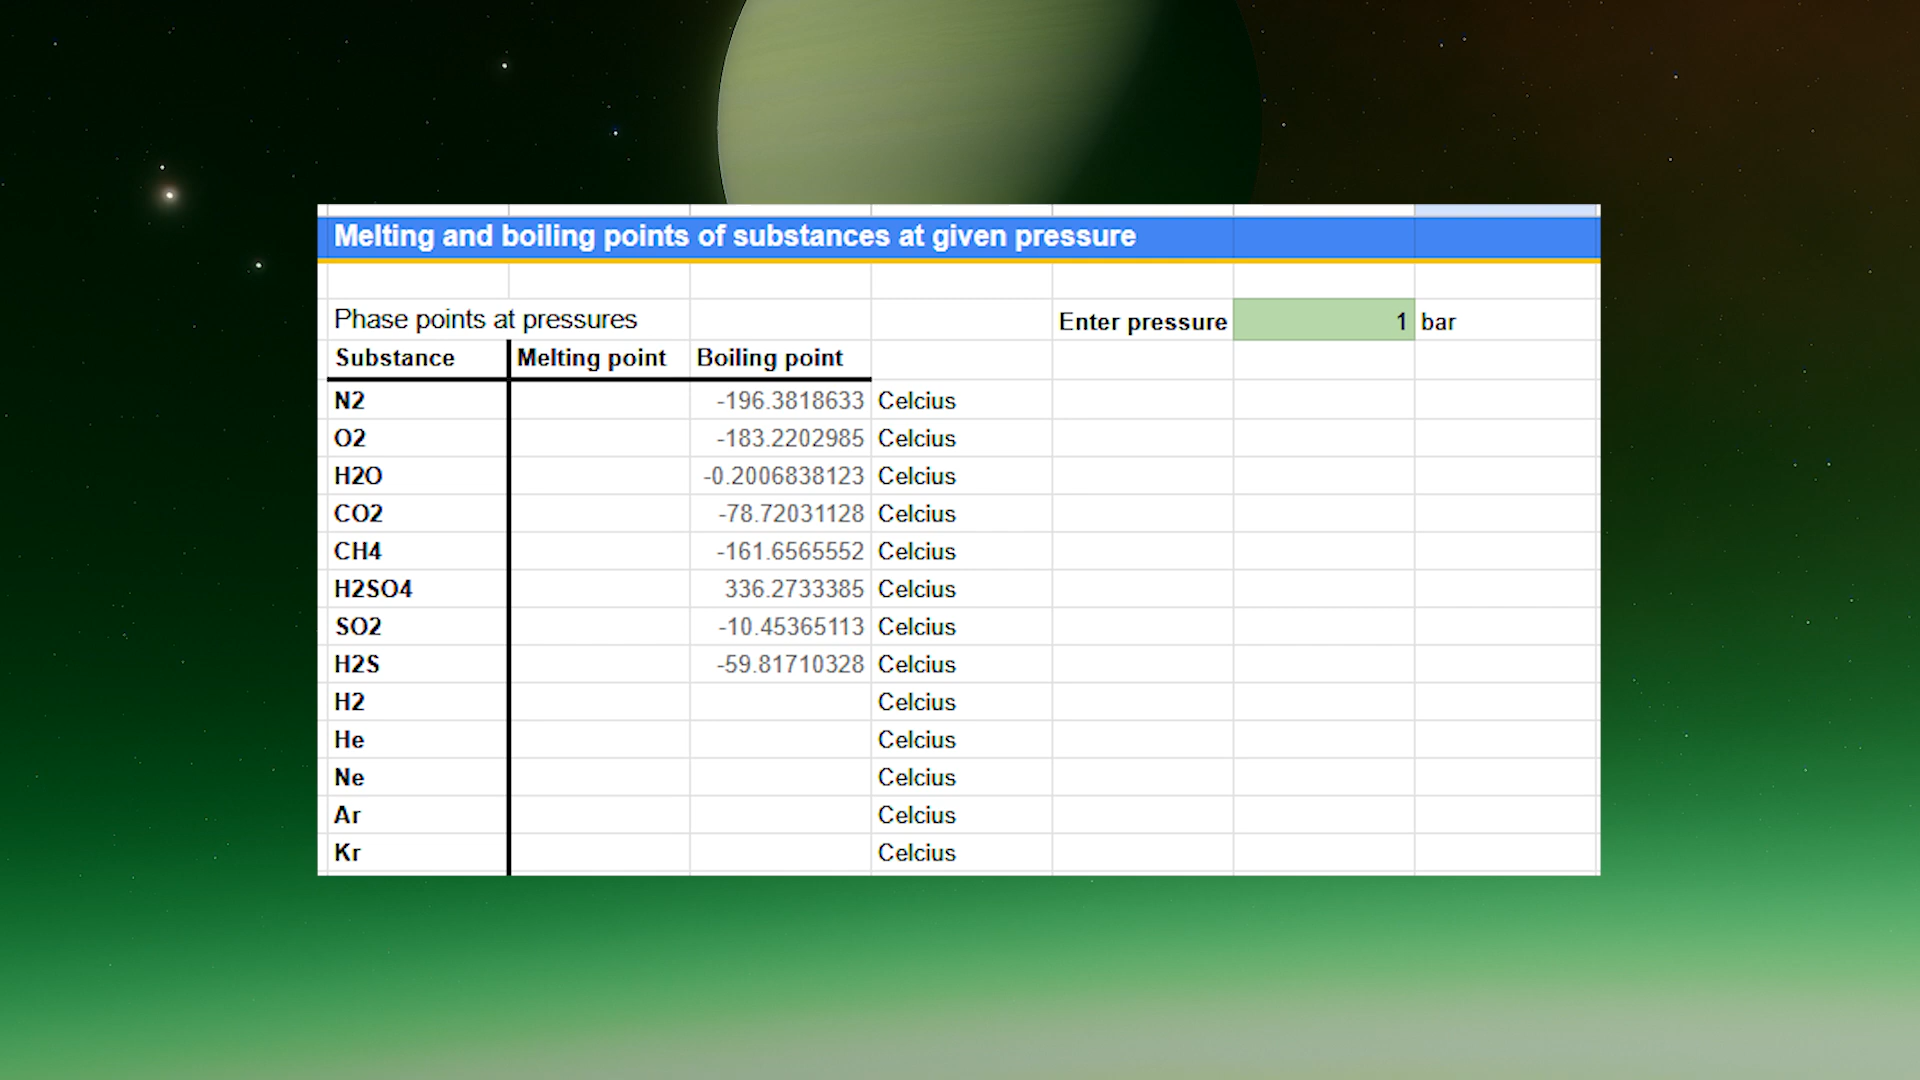 Melting and boiling points of substances at given pressure
Phase points at pressures Enter pressure 1 bar
Substance Melting point Boiling point
N2 -196.3818633 Celcius
O2 -183.2202985 Celcius
H2O -0.2006838123 Celcius
CO2 -78.72031128 Celcius
CH4 -161.6565552 Celcius
H2SO4 336.2733385 Celcius
SO2 -10.45365113 Celcius
H2S -59.81710328 Celcius
H2 Celcius
He Celcius
Ne Celcius
Ar Celcius
Kr Celcius